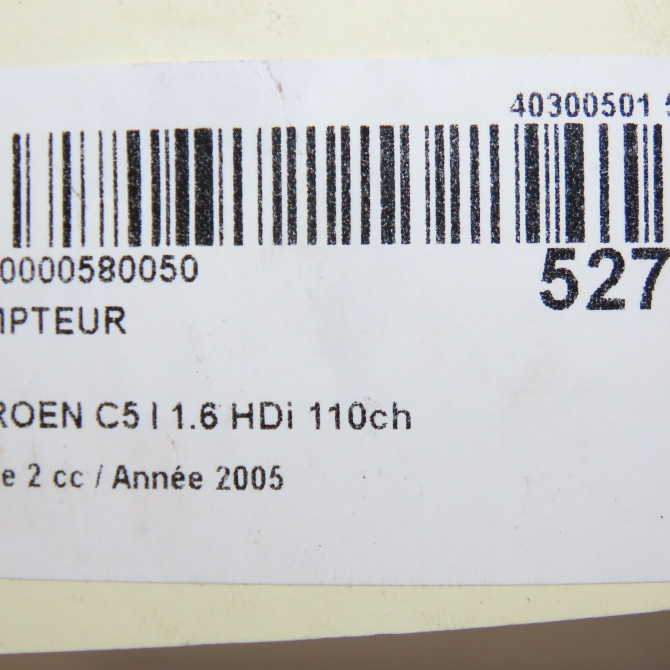 40300501
0000580050
527
MPTEUR
ROEN C5 I 1.6 HDi 110ch
e 2 cc / Année 2005